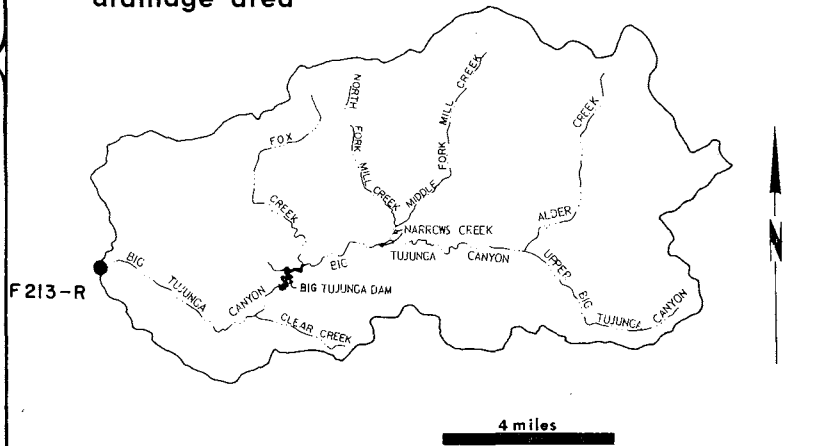 drainage area
NORTH FORK MILL CREEK
MIDDLE FORK MILL CREEK
FOX CREEK
ALDER CREEK
NARROWS CREEK
BIG TUJUNGA CANYON
UPPER BIG TUJUNGA CANYON
BIG TUJUNGA CANYON
BIG TUJUNGA DAM
F 213-R
CLEAR CREEK
N
4 miles